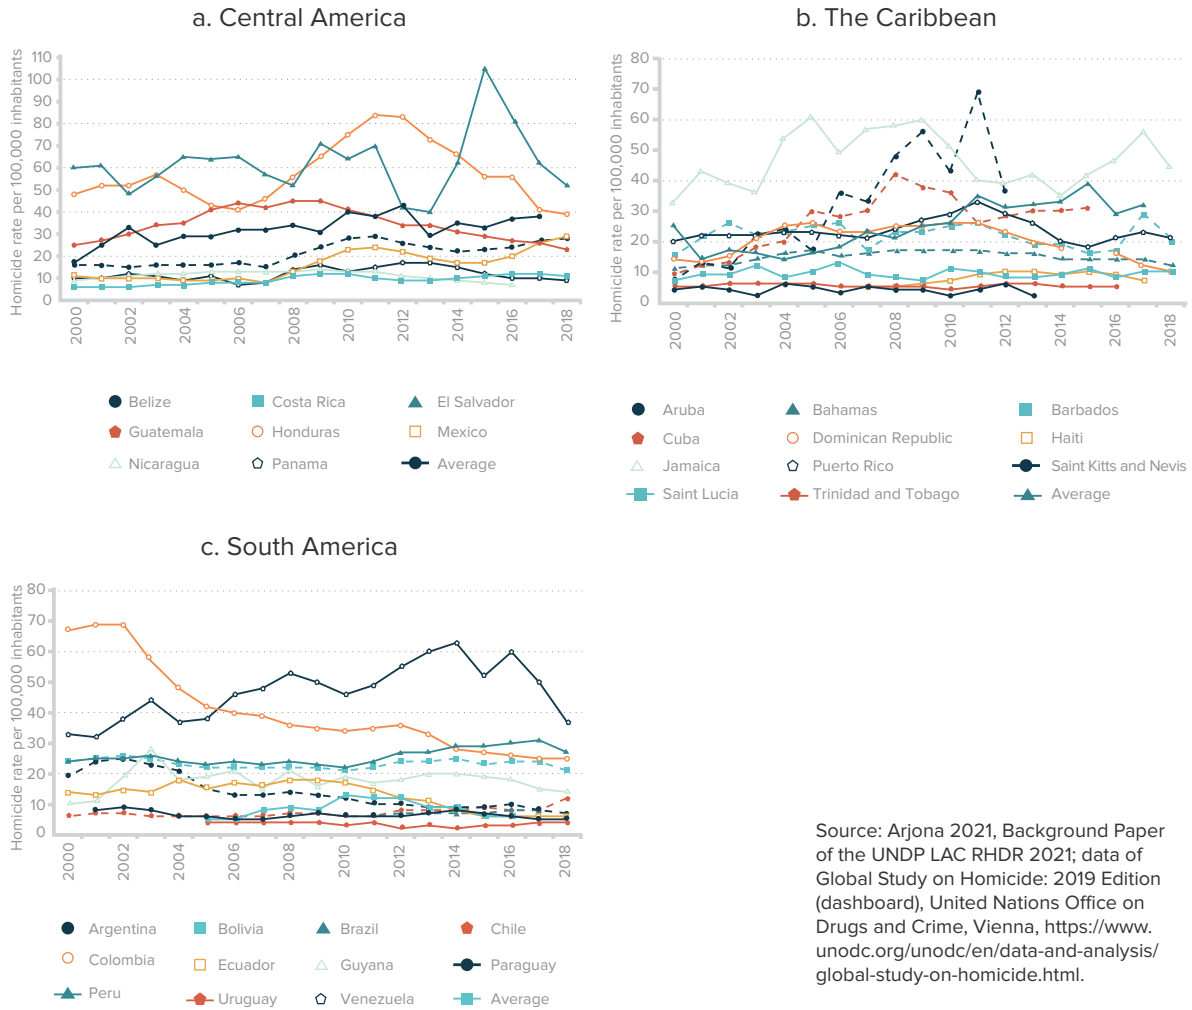 a. Central America
Homicide rate per 100,000 inhabitants
110
100
90
80
70
60
50
40
30
20
10
0
2000
2002
2004
2006
2008
2010
2012
2014
2016
2018
Belize
Costa Rica
El Salvador
Guatemala
Honduras
Mexico
Nicaragua
Panama
Average
b. The Caribbean
Homicide rate per 100,000 inhabitants
80
70
60
50
40
30
20
10
0
2000
2002
2004
2006
2008
2010
2012
2014
2016
2018
Aruba
Bahamas
Barbados
Cuba
Dominican Republic
Haiti
Jamaica
Puerto Rico
Saint Kitts and Nevis
Saint Lucia
Trinidad and Tobago
Average
c. South America
Homicide rate per 100,000 inhabitants
80
70
60
50
40
30
20
10
0
2000
2002
2004
2006
2008
2010
2012
2014
2016
2018
Argentina
Bolivia
Brazil
Chile
Colombia
Ecuador
Guyana
Paraguay
Peru
Uruguay
Venezuela
Average
Source: Arjona 2021, Background Paper
of the UNDP LAC RHDR 2021; data of
Global Study on Homicide: 2019 Edition
(dashboard), United Nations Office on
Drugs and Crime, Vienna, https://www.
unodc.org/unodc/en/data-and-analysis/
global-study-on-homicide.html.